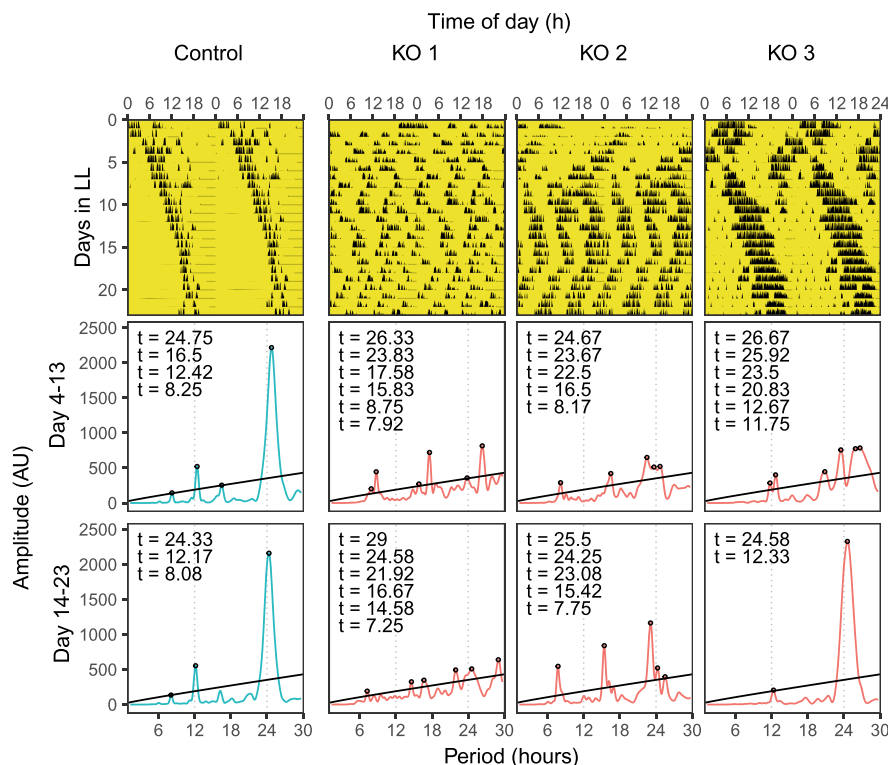 Time of day (h)
Control KO 1 KO 2 KO 3
0 6 12 18 0 6 12 18 0 6 12 18 0 6 12 18 0 6 12 18 0 6 12 18 0 6 12 18 0 6 12 18 24
Days in LL
0
5
10
15
20
Amplitude (AU)
Day 4-13
2500
2000
1500
1000
500
0
t = 24.75
t = 16.5
t = 12.42
t = 8.25
t = 26.33
t = 23.83
t = 17.58
t = 15.83
t = 8.75
t = 7.92
t = 24.67
t = 23.67
t = 22.5
t = 16.5
t = 8.17
t = 26.67
t = 25.92
t = 23.5
t = 20.83
t = 12.67
t = 11.75
Day 14-23
2500
2000
1500
1000
500
0
t = 24.33
t = 12.17
t = 8.08
t = 29
t = 24.58
t = 21.92
t = 16.67
t = 14.58
t = 7.25
t = 25.5
t = 24.25
t = 23.08
t = 15.42
t = 7.75
t = 24.58
t = 12.33
6 12 18 24 30 6 12 18 24 30 6 12 18 24 30 6 12 18 24 30
Period (hours)